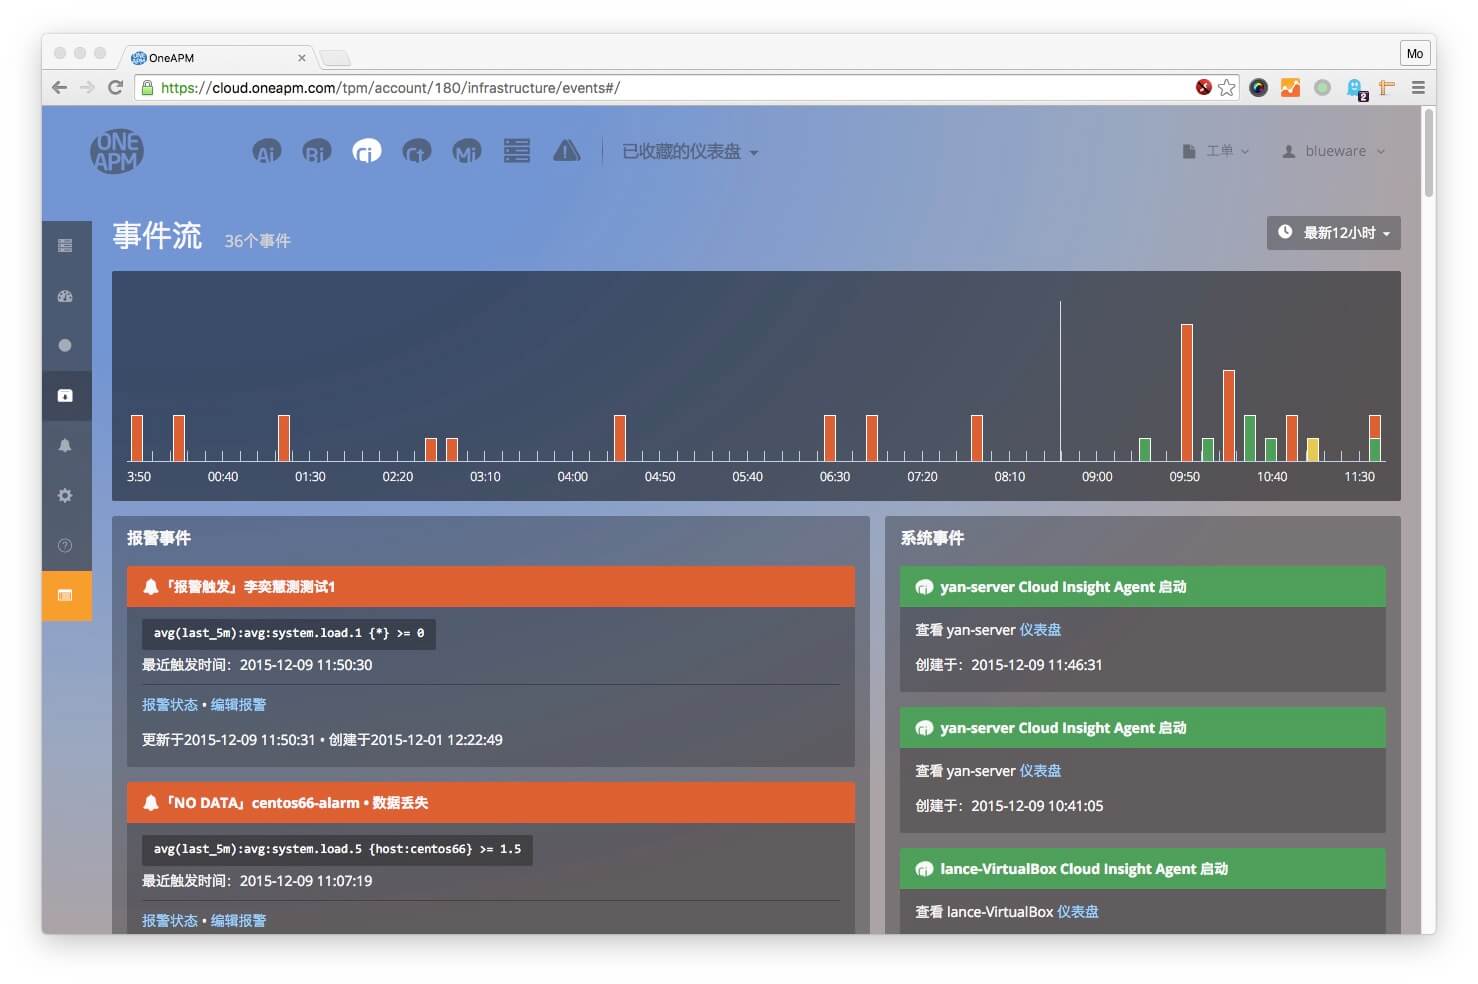 OneAPM
Mo
https://cloud.oneapm.com/tpm/account/180/infrastructure/events#/
2
ONE APM
Ai Bi Ci Ct Mi 已收藏的仪表盘 工单 blueware
事件流 36个事件
最新12小时
3:50 00:40 01:30 02:20 03:10 04:00 04:50 05:40 06:30 07:20 08:10 09:00 09:50 10:40 11:30
报警事件
「报警触发」李奕慧测测试1
avg(last_5m):avg:system.load.1 {*} >= 0
最近触发时间：2015-12-09 11:50:30
报警状态 • 编辑报警
更新于2015-12-09 11:50:31 • 创建于2015-12-01 12:22:49
「NO DATA」centos66-alarm • 数据丢失
avg(last_5m):avg:system.load.5 {host:centos66} >= 1.5
最近触发时间：2015-12-09 11:07:19
报警状态 • 编辑报警
系统事件
yan-server Cloud Insight Agent 启动
查看 yan-server 仪表盘
创建于：2015-12-09 11:46:31
yan-server Cloud Insight Agent 启动
查看 yan-server 仪表盘
创建于：2015-12-09 10:41:05
lance-VirtualBox Cloud Insight Agent 启动
查看 lance-VirtualBox 仪表盘